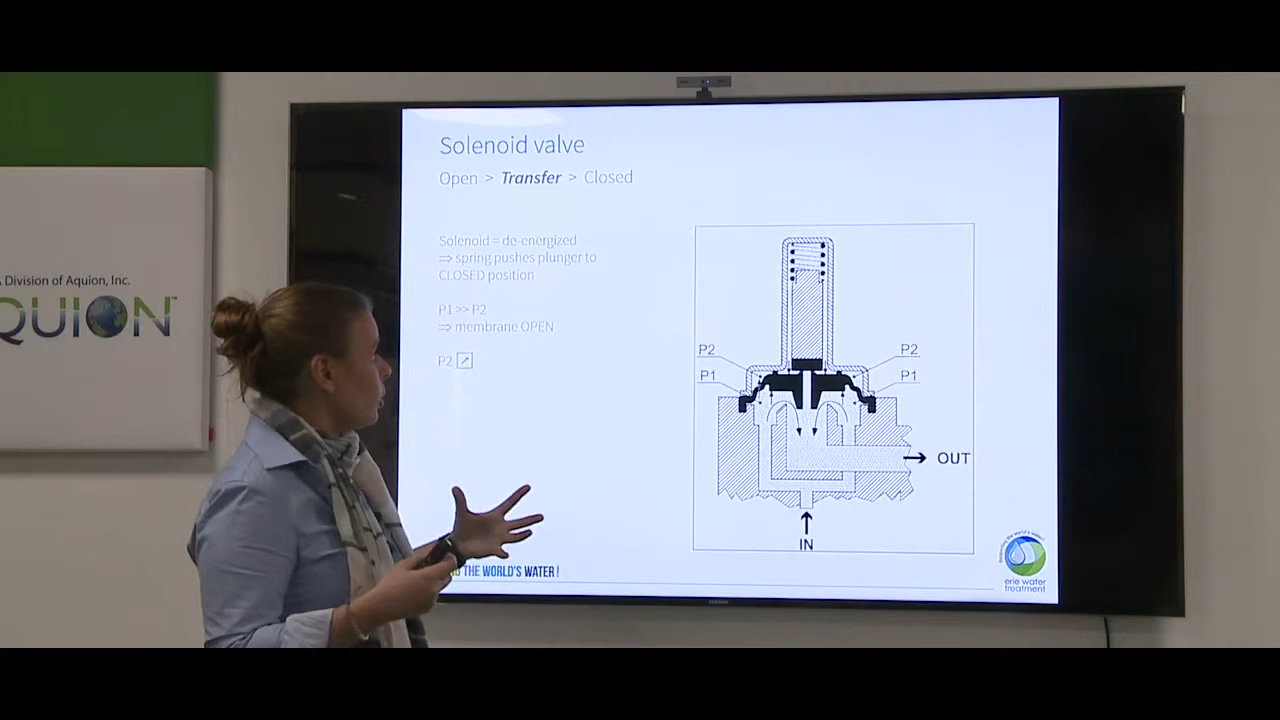 Solenoid valve
Open > Transfer > Closed
Solenoid = de-energized
⇒ spring pushes plunger to
CLOSED position
P1 >> P2
⇒ membrane OPEN
P2 ↗
P2
P2
P1
P1
OUT
IN
A Division of Aquion, Inc.
QUION™
THE WORLD'S WATER!
erie water
treatment